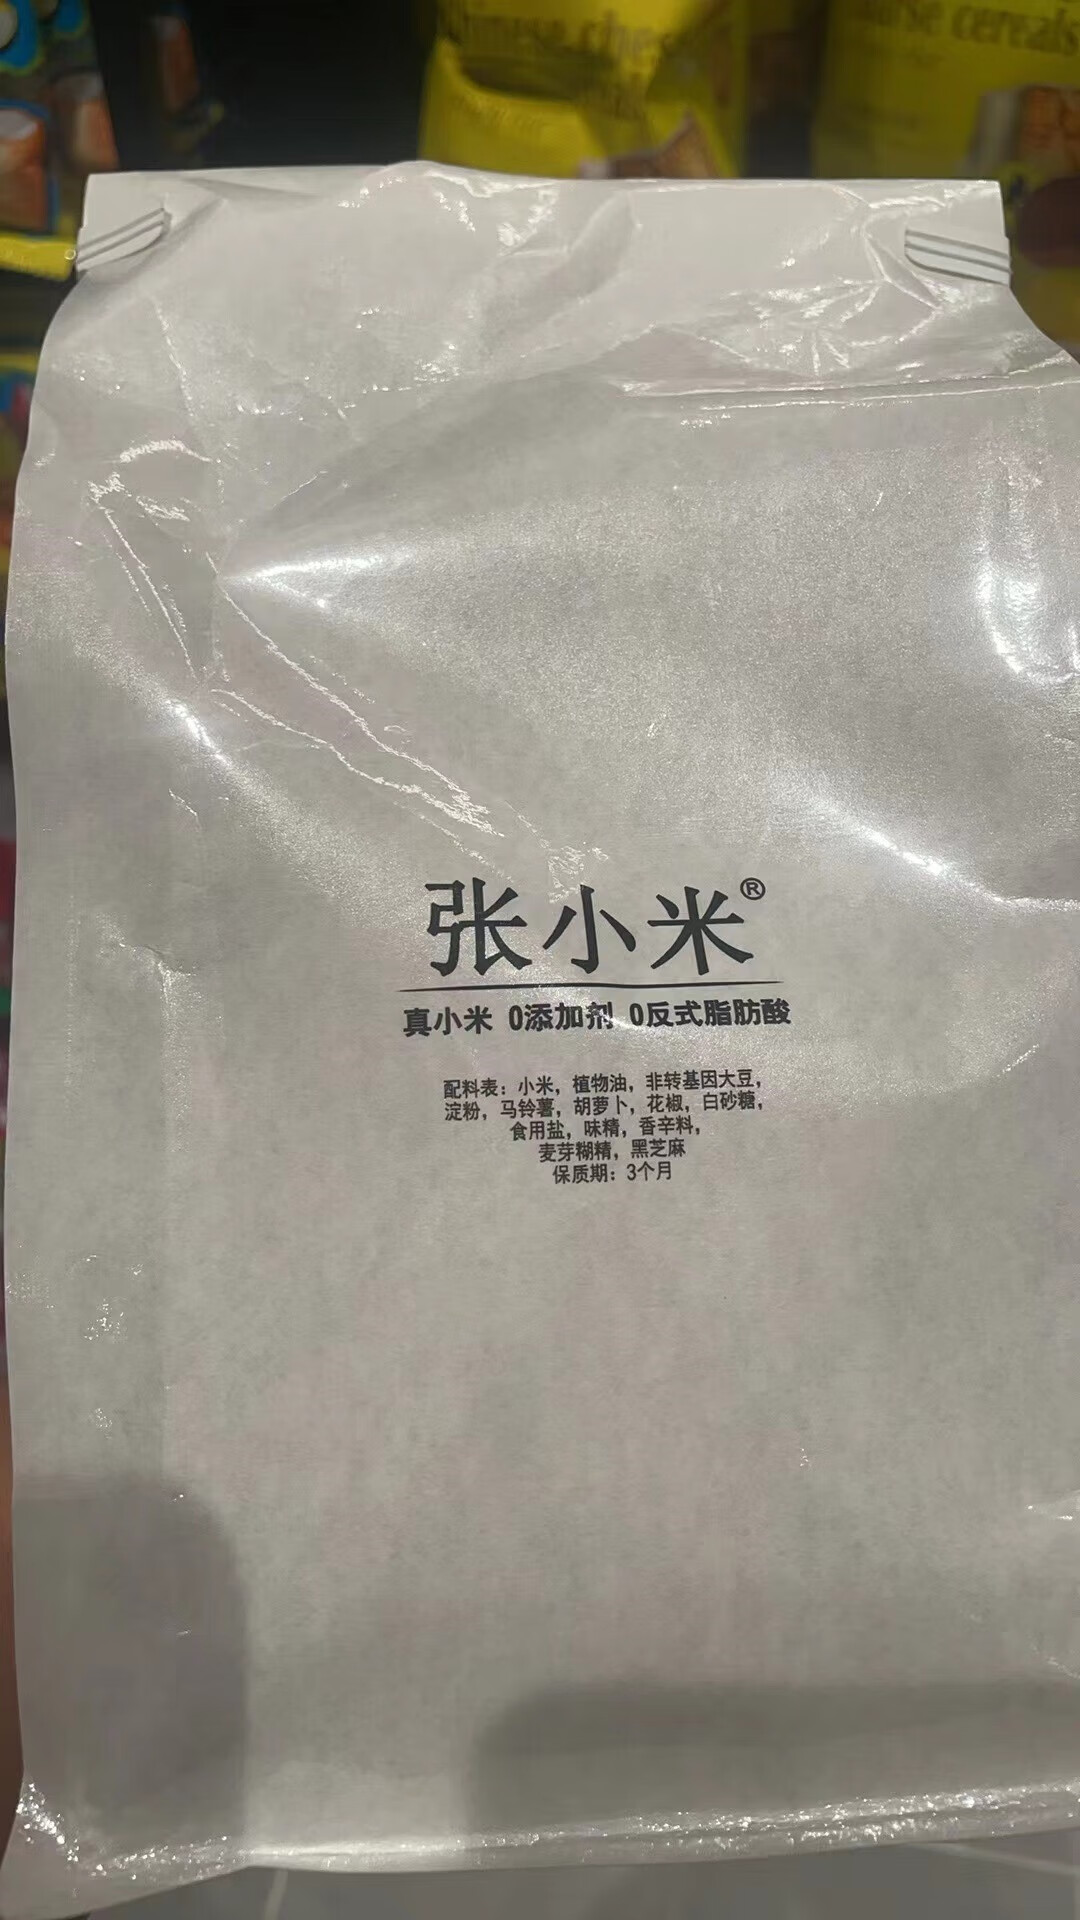 张小米®
真小米 0添加剂 0反式脂肪酸
配料表：小米，植物油，非转基因大豆，
淀粉，马铃薯，胡萝卜，花椒，白砂糖，
食用盐，味精，香辛料，
麦芽糊精，黑芝麻
保质期：3个月